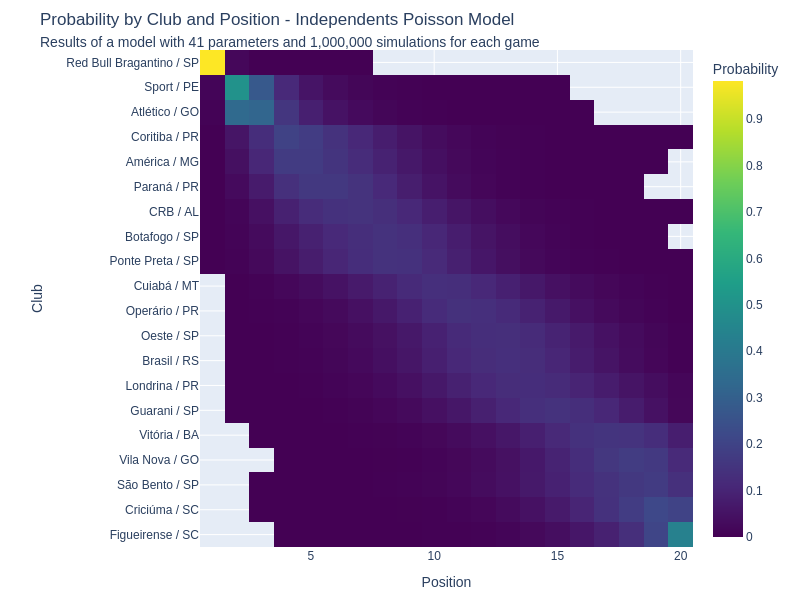 Probability by Club and Position - Independents Poisson Model
Results of a model with 41 parameters and 1,000,000 simulations for each game
Probability
Red Bull Bragantino / SP
Sport / PE
Atlético / GO
Coritiba / PR
América / MG
Paraná / PR
CRB / AL
Botafogo / SP
Ponte Preta / SP
Cuiabá / MT
Operário / PR
Oeste / SP
Brasil / RS
Londrina / PR
Guarani / SP
Vitória / BA
Vila Nova / GO
São Bento / SP
Criciúma / SC
Figueirense / SC
Club
5 10 15 20
Position
0.9
0.8
0.7
0.6
0.5
0.4
0.3
0.2
0.1
0